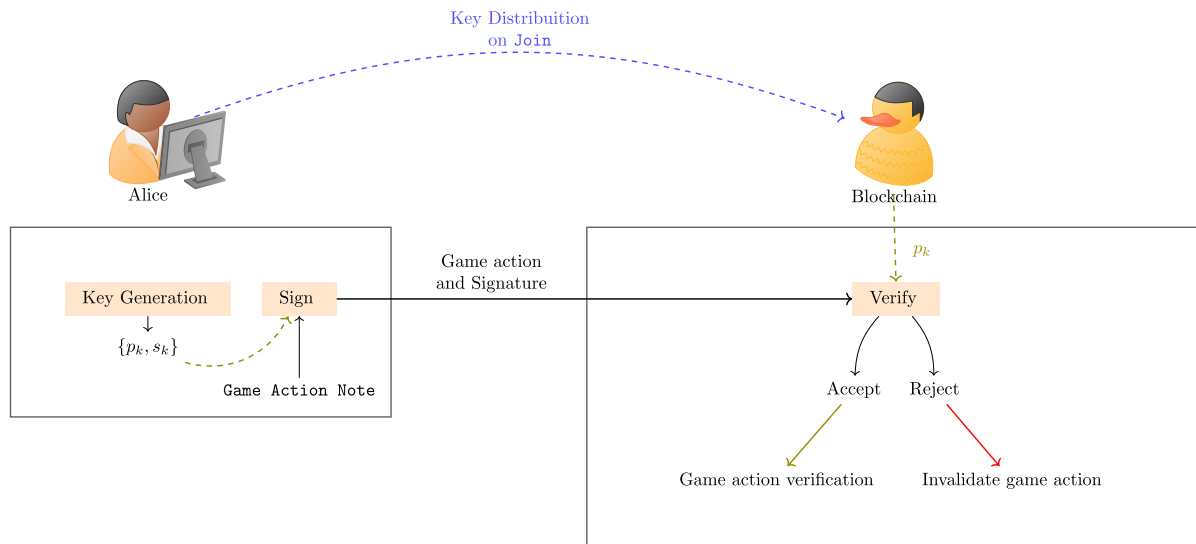 Key Distribuition
on Join
Alice
Blockchain
p_k
Game action
and Signature
Key Generation
Sign
Verify
{p_k, s_k}
Game Action Note
Accept
Reject
Game action verification
Invalidate game action